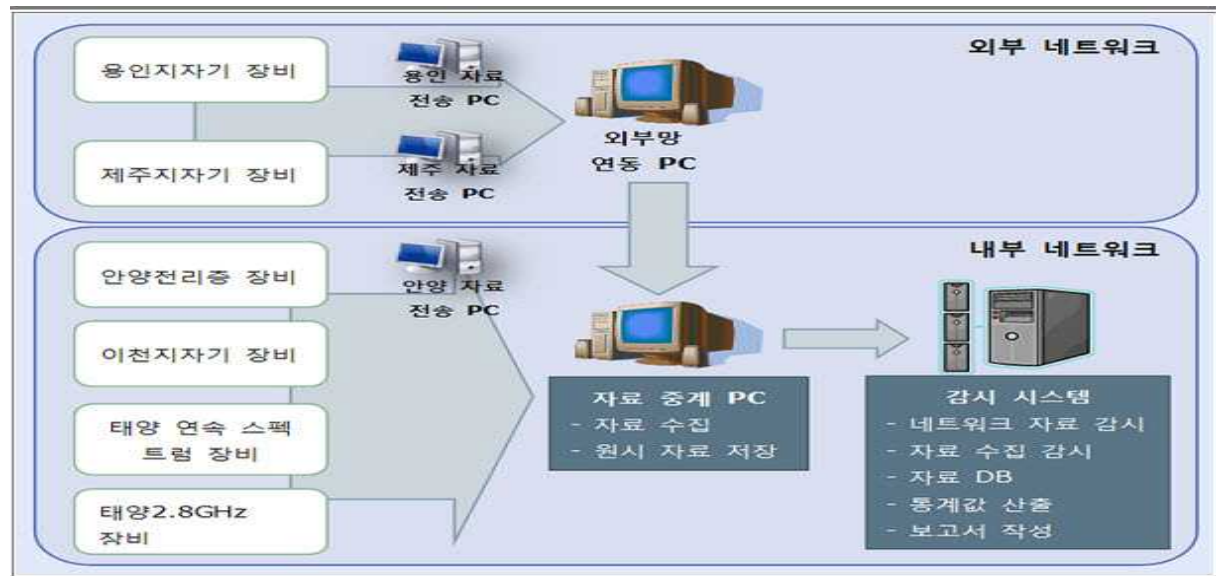 외부 네트워크
용인지자기 장비
용인 자료
전송 PC
제주지자기 장비
제주 자료
전송 PC
외부망
연동 PC
내부 네트워크
안양전리층 장비
안양 자료
전송 PC
이천지자기 장비
태양 연속 스펙
트럼 장비
태양2.8GHz
장비
자료 중계 PC
- 자료 수집
- 원시 자료 저장
감시 시스템
- 네트워크 자료 감시
- 자료 수집 감시
- 자료 DB
- 통계값 산출
- 보고서 작성